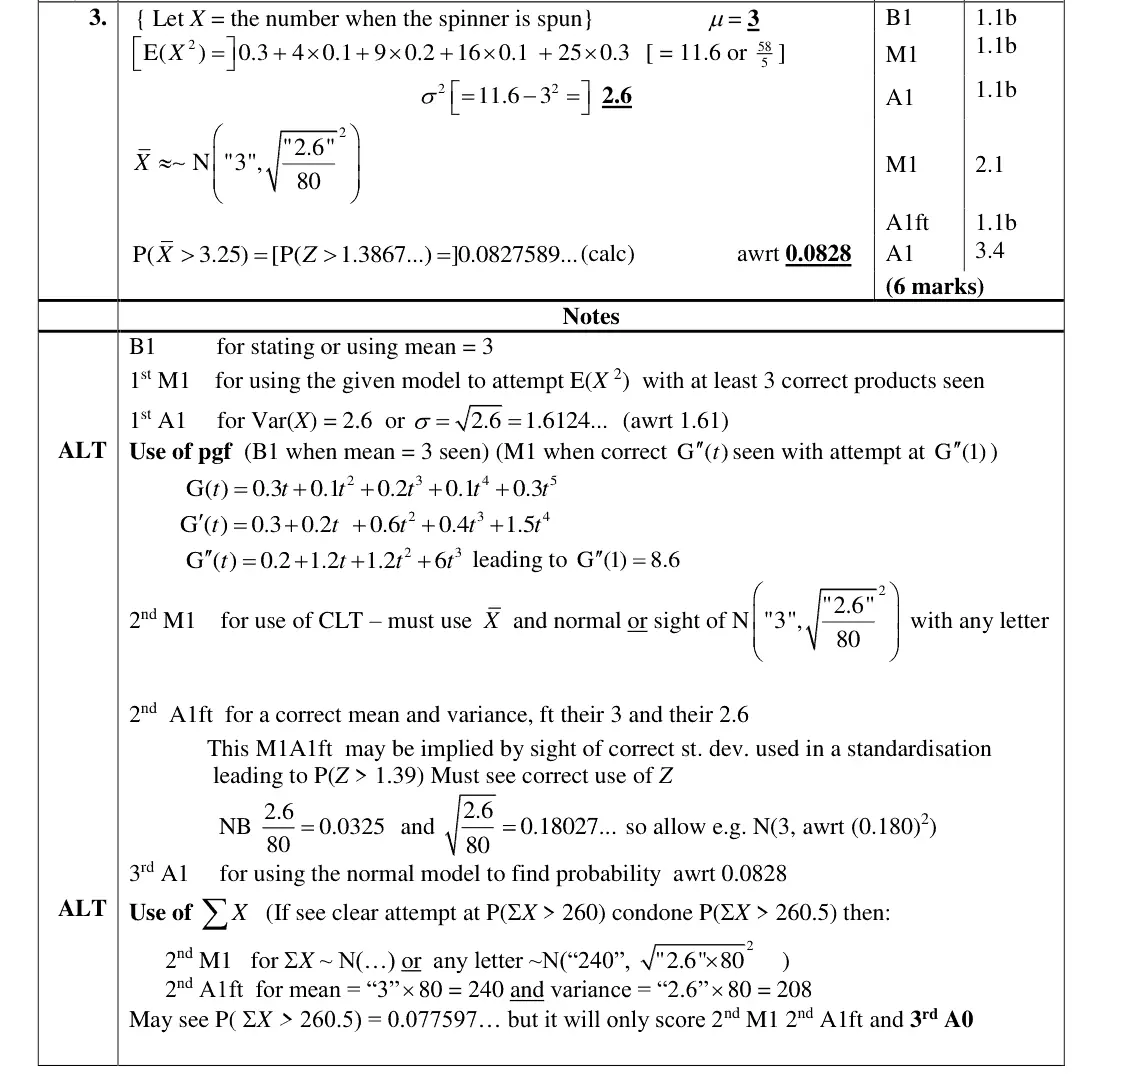 3. { Let X = the number when the spinner is spun} μ = 3 B1 1.1b
[E(X²) =] 0.3 + 4×0.1 + 9×0.2 + 16×0.1 + 25×0.3 [ = 11.6 or 58/5 ] M1 1.1b
σ² [= 11.6 − 3² =] 2.6 A1 1.1b
X̄ ≈~ N("3", √("2.6"/80)²) M1 2.1
A1ft 1.1b
P(X̄ > 3.25) = [P(Z > 1.3867...) =]0.0827589... (calc) awrt 0.0828 A1 3.4
(6 marks)
Notes
B1 for stating or using mean = 3
1st M1 for using the given model to attempt E(X²) with at least 3 correct products seen
1st A1 for Var(X) = 2.6 or σ = √2.6 = 1.6124... (awrt 1.61)
ALT Use of pgf (B1 when mean = 3 seen) (M1 when correct G″(t) seen with attempt at G″(1))
G(t) = 0.3t + 0.1t² + 0.2t³ + 0.1t⁴ + 0.3t⁵
G′(t) = 0.3 + 0.2t + 0.6t² + 0.4t³ + 1.5t⁴
G″(t) = 0.2 + 1.2t + 1.2t² + 6t³ leading to G″(1) = 8.6
2nd M1 for use of CLT – must use X̄ and normal or sight of N("3", √("2.6"/80)²) with any letter
2nd A1ft for a correct mean and variance, ft their 3 and their 2.6
This M1A1ft may be implied by sight of correct st. dev. used in a standardisation
leading to P(Z > 1.39) Must see correct use of Z
NB 2.6/80 = 0.0325 and √(2.6/80) = 0.18027... so allow e.g. N(3, awrt (0.180)²)
3rd A1 for using the normal model to find probability awrt 0.0828
ALT Use of ∑X (If see clear attempt at P(ΣX > 260) condone P(ΣX > 260.5) then:
2nd M1 for ΣX ~ N(…) or any letter ~N(“240”, √("2.6"×80)² )
2nd A1ft for mean = “3” × 80 = 240 and variance = “2.6” × 80 = 208
May see P( ΣX > 260.5) = 0.077597… but it will only score 2nd M1 2nd A1ft and 3rd A0